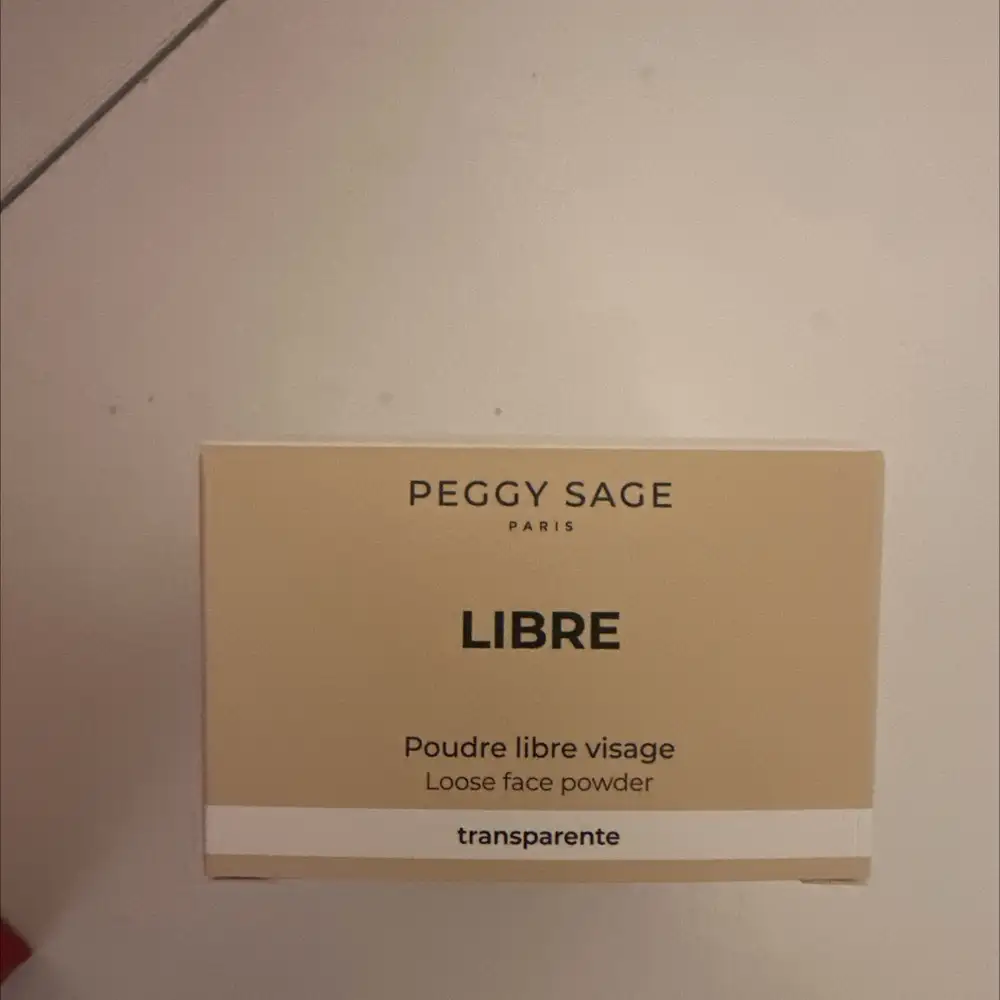 PEGGY SAGE
PARIS
LIBRE
Poudre libre visage
Loose face powder
transparente